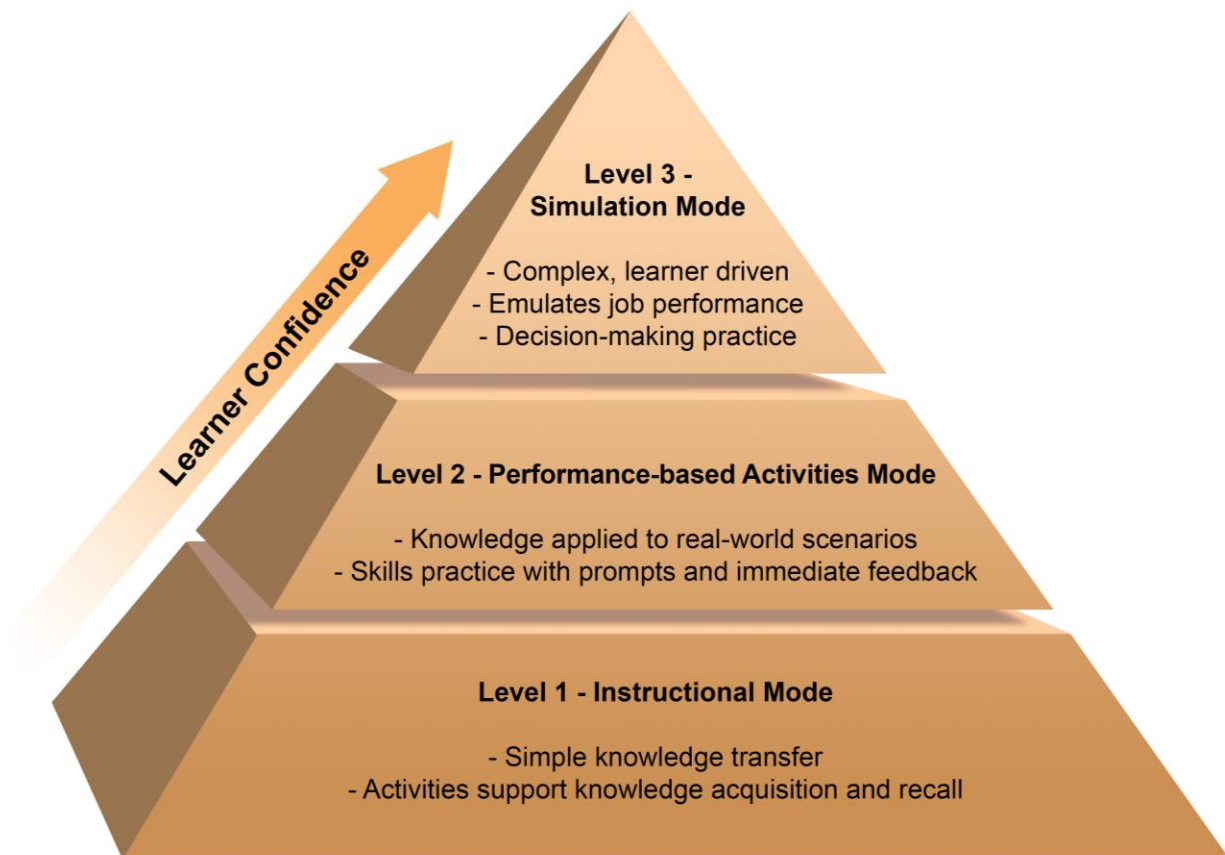 Learner Confidence
Level 3 -
Simulation Mode
- Complex, learner driven
- Emulates job performance
- Decision-making practice
Level 2 - Performance-based Activities Mode
- Knowledge applied to real-world scenarios
- Skills practice with prompts and immediate feedback
Level 1 - Instructional Mode
- Simple knowledge transfer
- Activities support knowledge acquisition and recall